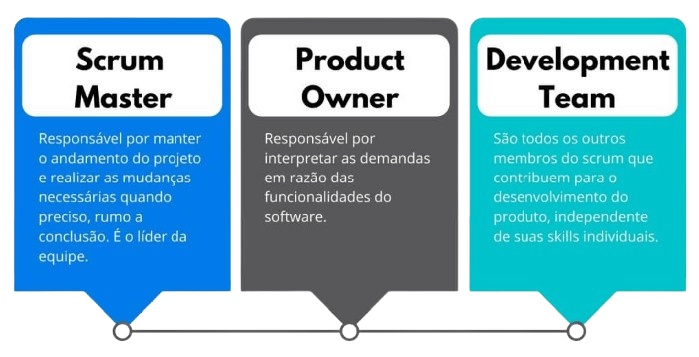 Scrum
Master
Responsável por manter
o andamento do projeto
e realizar as mudanças
necessárias quando
preciso, rumo a
conclusão. É o líder da
equipe.
Product
Owner
Responsável por
interpretar as demandas
em razão das
funcionalidades do
software.
Development
Team
São todos os outros
membros do scrum que
contribuem para o
desenvolvimento do
produto, independente
de suas skills individuais.